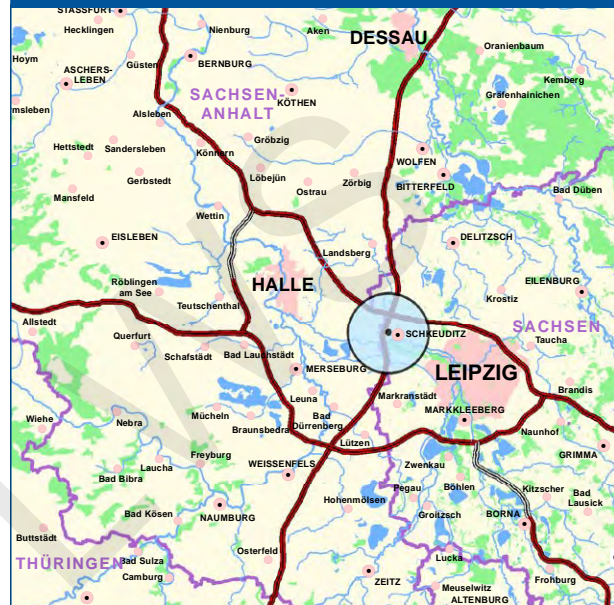 STASSFURT
Hecklingen
Nienburg
Aken
DESSAU
Oranienbaum
Hoym
Güsten
BERNBURG
ASCHERS-
LEBEN
Kemberg
SACHSEN-
ANHALT
KÖTHEN
Gräfenhainichen
msleben
Alsleben
Gröbzig
Hettstedt
Sandersleben
Könnern
WOLFEN
Gerbstedt
Löbejün
Ostrau
Zörbig
BITTERFELD
Mansfeld
Bad Düben
Wettin
EISLEBEN
Landsberg
DELITZSCH
HALLE
Röblingen
am See
EILENBURG
Teutschenthal
Krostiz
Allstedt
Querfurt
SCHKEUDITZ
SACHSEN
Taucha
Schafstädt
Bad Lauchstädt
MERSEBURG
LEIPZIG
Brandis
Leuna
Markranstädt
Wiehe
Nebra
Mücheln
Braunsbedra
Bad
Dürrenberg
MARKKLEEBERG
Lützen
Naunhof
GRIMMA
Laucha
Freyburg
Zwenkau
Bad Bibra
WEISSENFELS
Pegau
Böhlen
Kitzscher
Bad
Lausick
Bad Kösen
NAUMBURG
Hohenmölsen
Groitzsch
BORNA
Buttstädt
THÜRINGEN
Bad Sulza
Osterfeld
Lucka
Camburg
ZEITZ
Meuselwitz
Frohburg
ALTENBURG